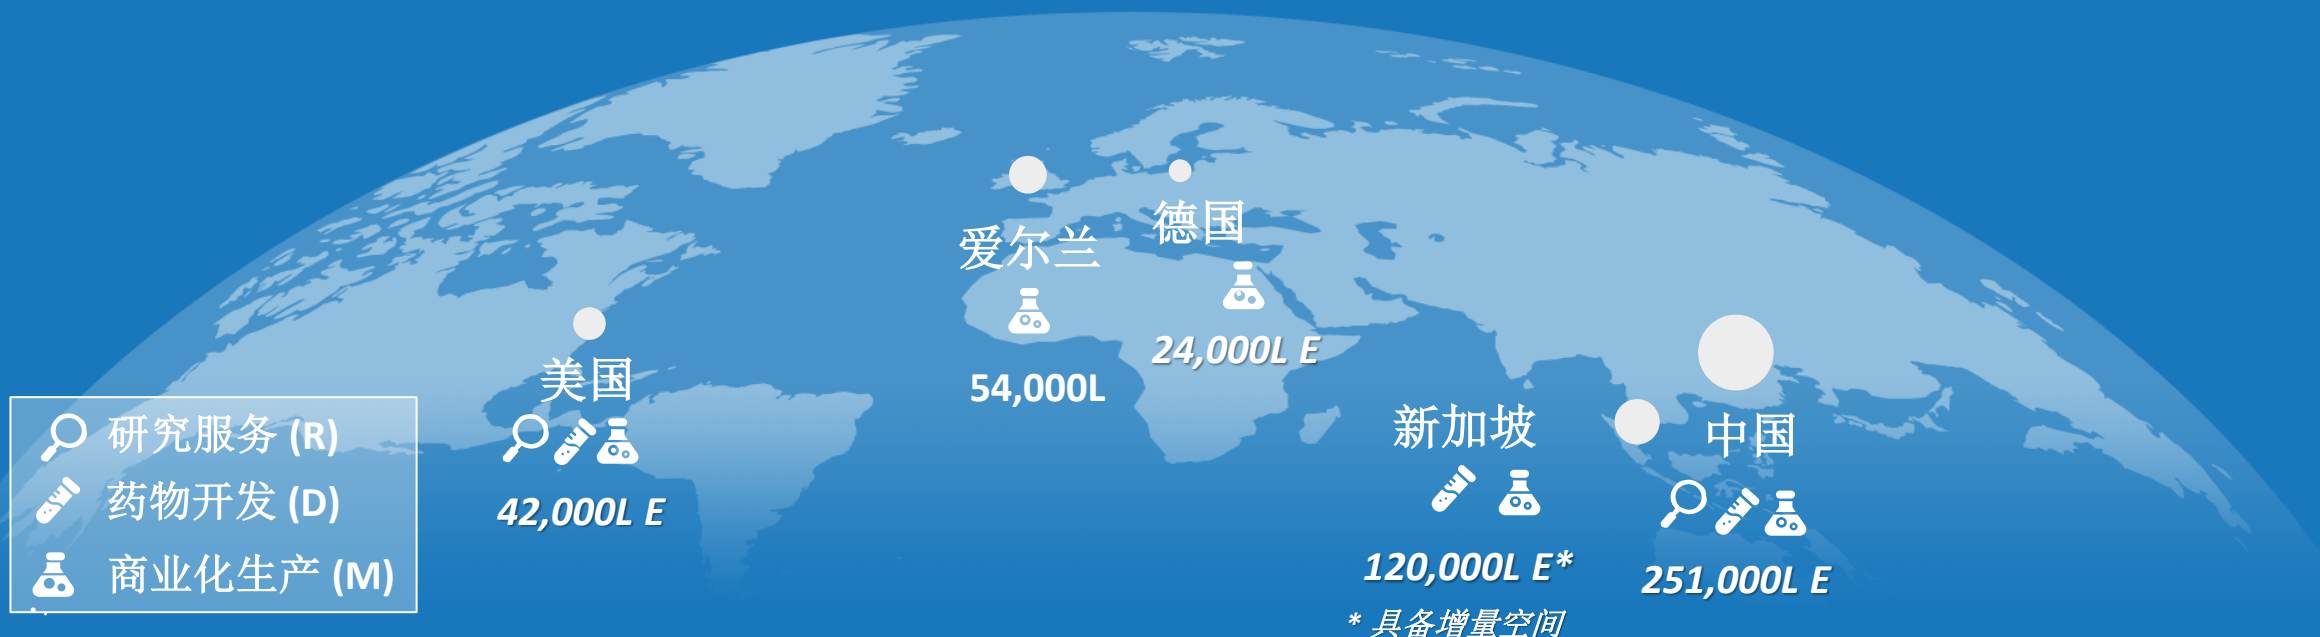 爱尔兰
54,000L
德国
24,000L E
美国
42,000L E
新加坡
120,000L E*
* 具备增量空间
中国
251,000L E
研究服务 (R)
药物开发 (D)
商业化生产 (M)